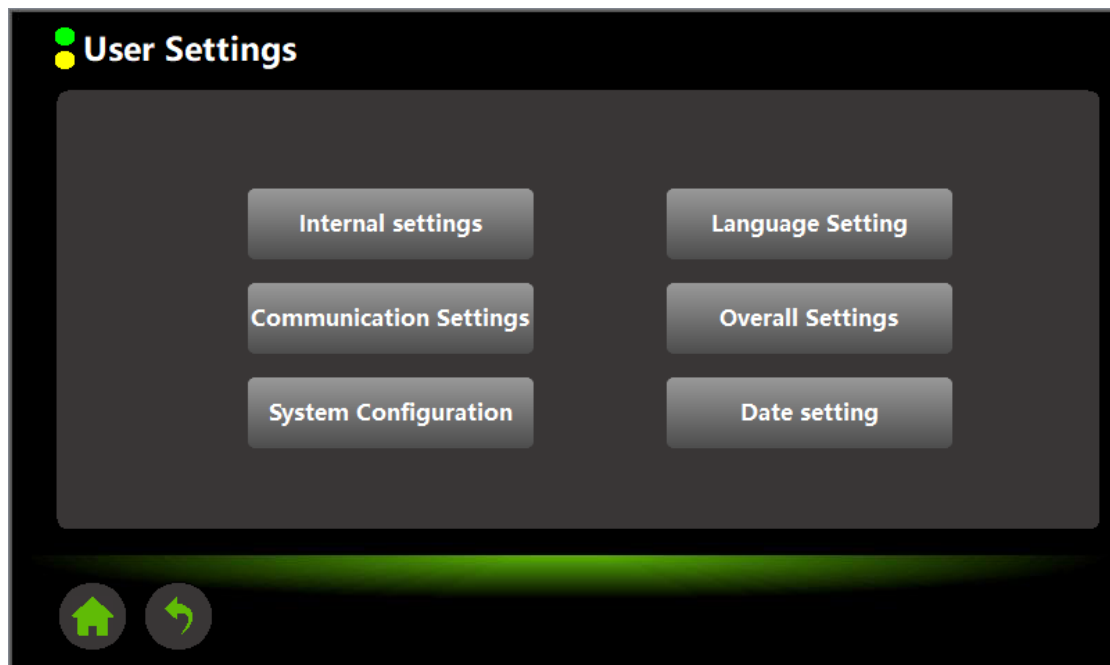 User Settings
Internal settings
Language Setting
Communication Settings
Overall Settings
System Configuration
Date setting